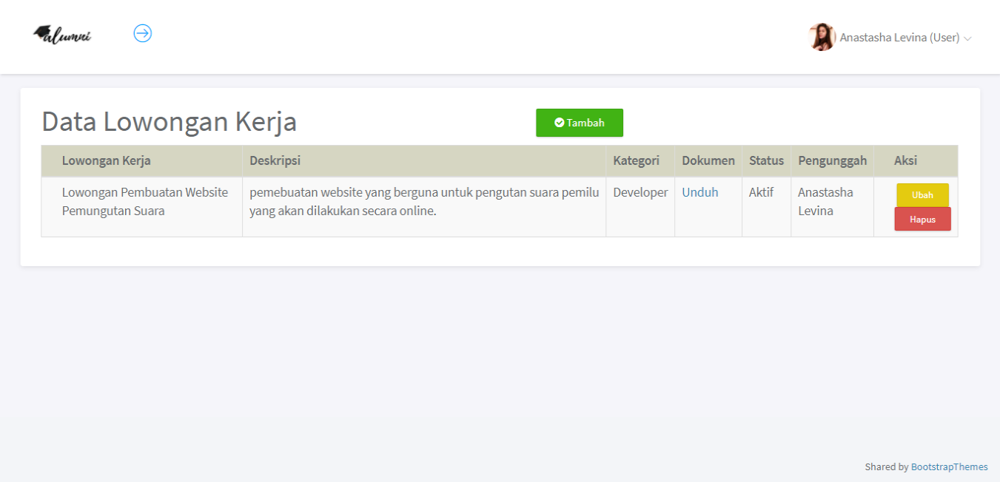 alumni
Anastasha Levina (User)
Data Lowongan Kerja
Tambah
Lowongan Kerja Deskripsi Kategori Dokumen Status Pengunggah Aksi
Lowongan Pembuatan Website
Pemungutan Suara
pemebuatan website yang berguna untuk pengutan suara pemilu
yang akan dilakukan secara online.
Developer
Unduh
Aktif
Anastasha
Levina
Ubah
Hapus
Shared by BootstrapThemes